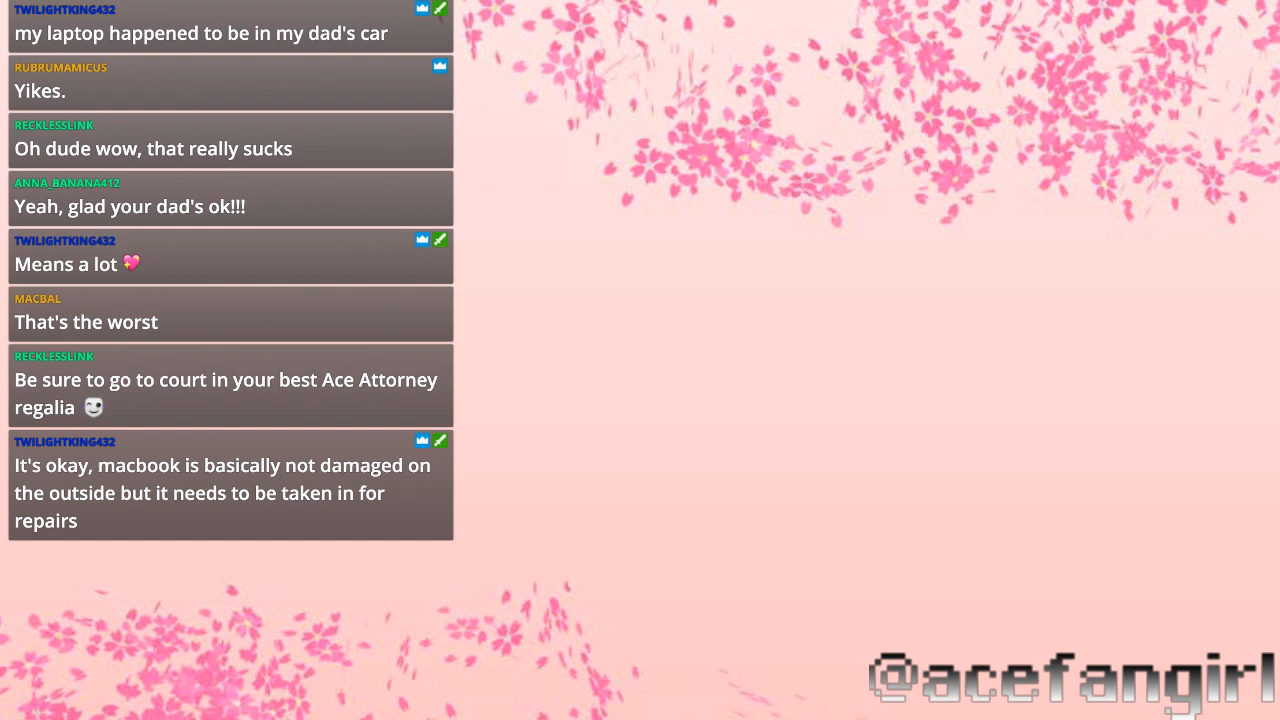 TWILIGHTKING432
my laptop happened to be in my dad's car
RUBRUMAMICUS
Yikes.
RECKLESSLINK
Oh dude wow, that really sucks
ANNA_BANANA412
Yeah, glad your dad's ok!!!
TWILIGHTKING432
Means a lot 💖
MACBAL
That's the worst
RECKLESSLINK
Be sure to go to court in your best Ace Attorney
regalia
TWILIGHTKING432
It's okay, macbook is basically not damaged on
the outside but it needs to be taken in for
repairs
@acefangirl